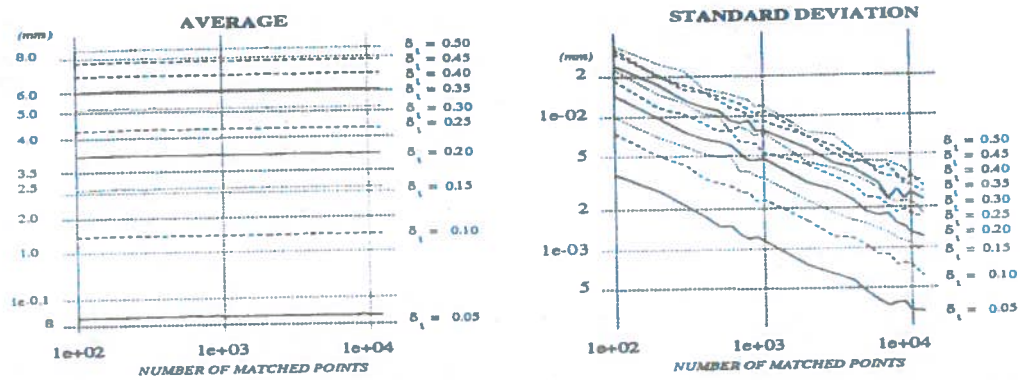 AVERAGE
(mm)
8.0
6.0
5.0
4.0
3.5
2.5
2.0
1.0
1e-0.1
8
δt = 0.50
δt = 0.45
δt = 0.40
δt = 0.35
δt = 0.30
δt = 0.25
δt = 0.20
δt = 0.15
δt = 0.10
δt = 0.05
1e+02 1e+03 1e+04
NUMBER OF MATCHED POINTS
STANDARD DEVIATION
(mm)
2
1e-02
5
2
1e-03
5
δt = 0.50
δt = 0.45
δt = 0.40
δt = 0.35
δt = 0.30
δt = 0.25
δt = 0.20
δt = 0.15
δt = 0.10
δt = 0.05
1e+02 1e+03 1e+04
NUMBER OF MATCHED POINTS